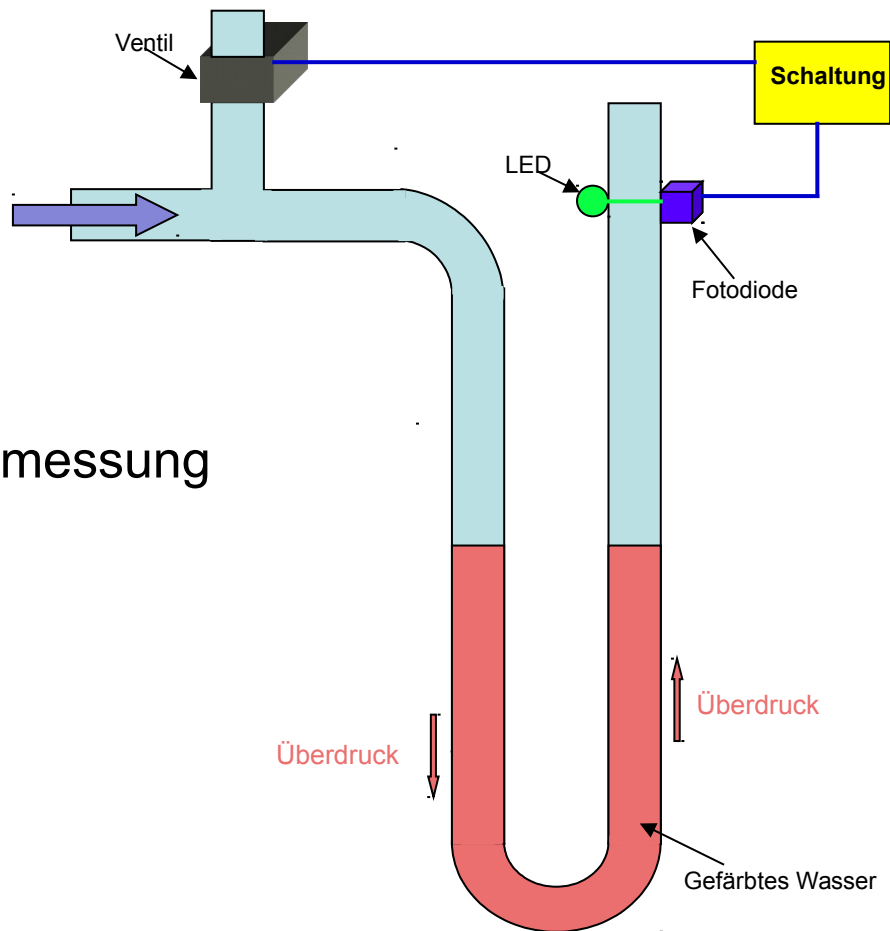 Ventil
Schaltung
LED
Fotodiode
messung
Überdruck
Überdruck
Gefärbtes Wasser